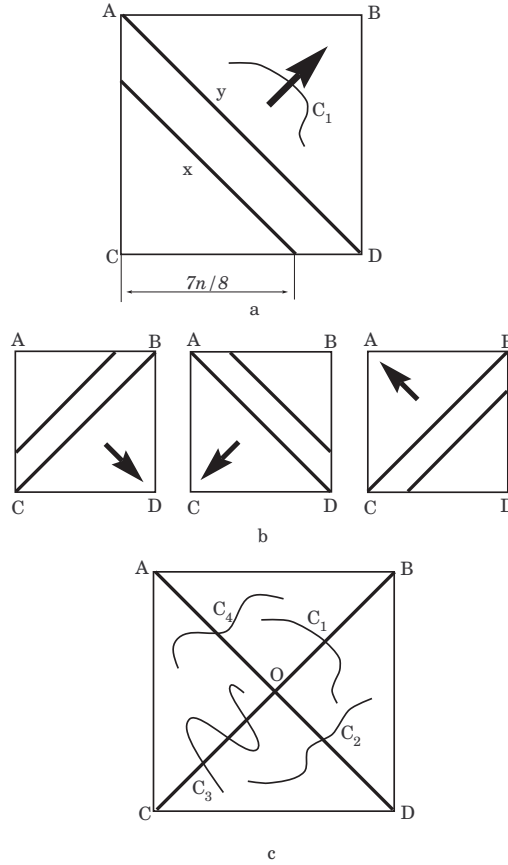 A B
y
C₁
x
C D
7n/8
a
A B A B A B
C D C D C D
b
A B
C₄ C₁
O
C₂
C₃
C D
c